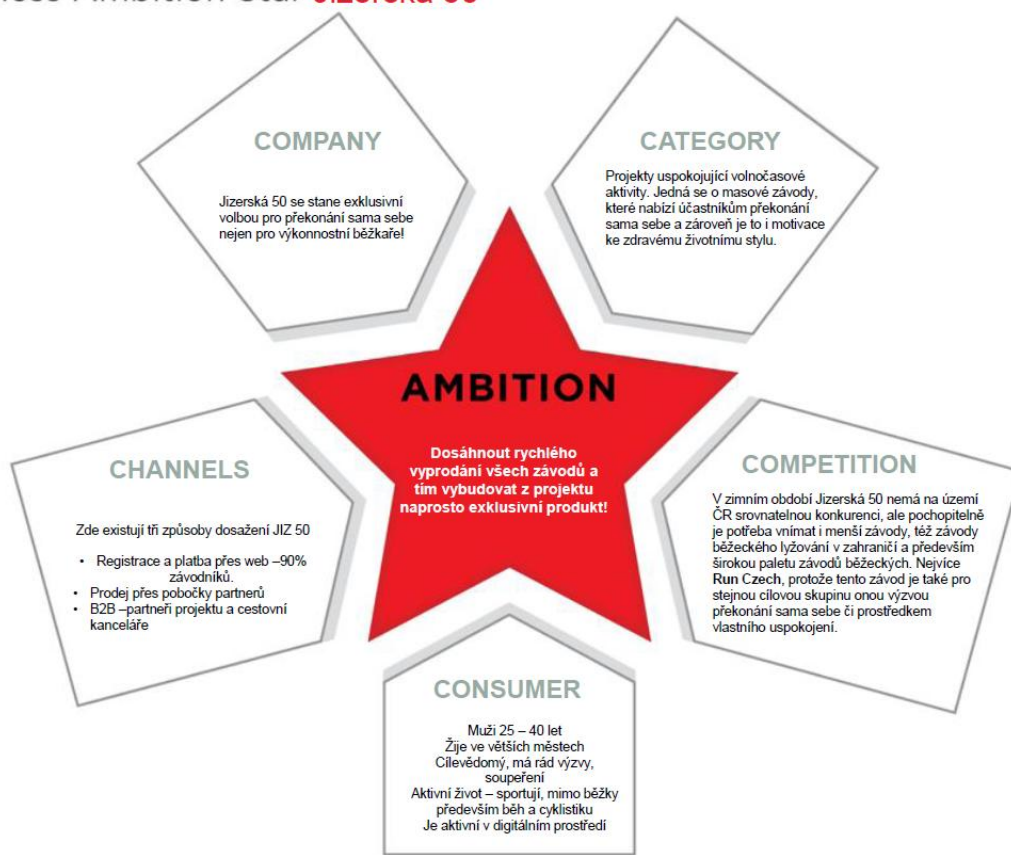 Jizerská 50
COMPANY
Jizerská 50 se stane exklusivní
volbou pro překonání sama sebe
nejen pro výkonnostní běžkaře!
CATEGORY
Projekty uspokojující volnočasové
aktivity. Jedná se o masové závody,
které nabízí účastníkům překonání
sama sebe a zároveň je to i motivace
ke zdravému životnímu stylu.
AMBITION
Dosáhnout rychlého
vyprodání všech závodů a
tím vybudovat z projektu
naprosto exklusivní produkt!
CHANNELS
Zde existují tři způsoby dosažení JIZ 50
• Registrace a platba přes web –90%
závodníků.
• Prodej přes pobočky partnerů
• B2B –partneři projektu a cestovní
kanceláře
COMPETITION
V zimním období Jizerská 50 nemá na území
ČR srovnatelnou konkurenci, ale pochopitelně
je potřeba vnímat i menší závody, též závody
běžeckého lyžování v zahraničí a především
širokou paletu závodů běžeckých. Nejvíce
Run Czech, protože tento závod je také pro
stejnou cílovou skupinu onou výzvou
překonání sama sebe či prostředkem
vlastního uspokojení.
CONSUMER
Muži 25 – 40 let
Žije ve větších městech
Cílevědomý, má rád výzvy,
soupeření
Aktivní život – sportují, mimo běžky
především běh a cyklistiku
Je aktivní v digitálním prostředí